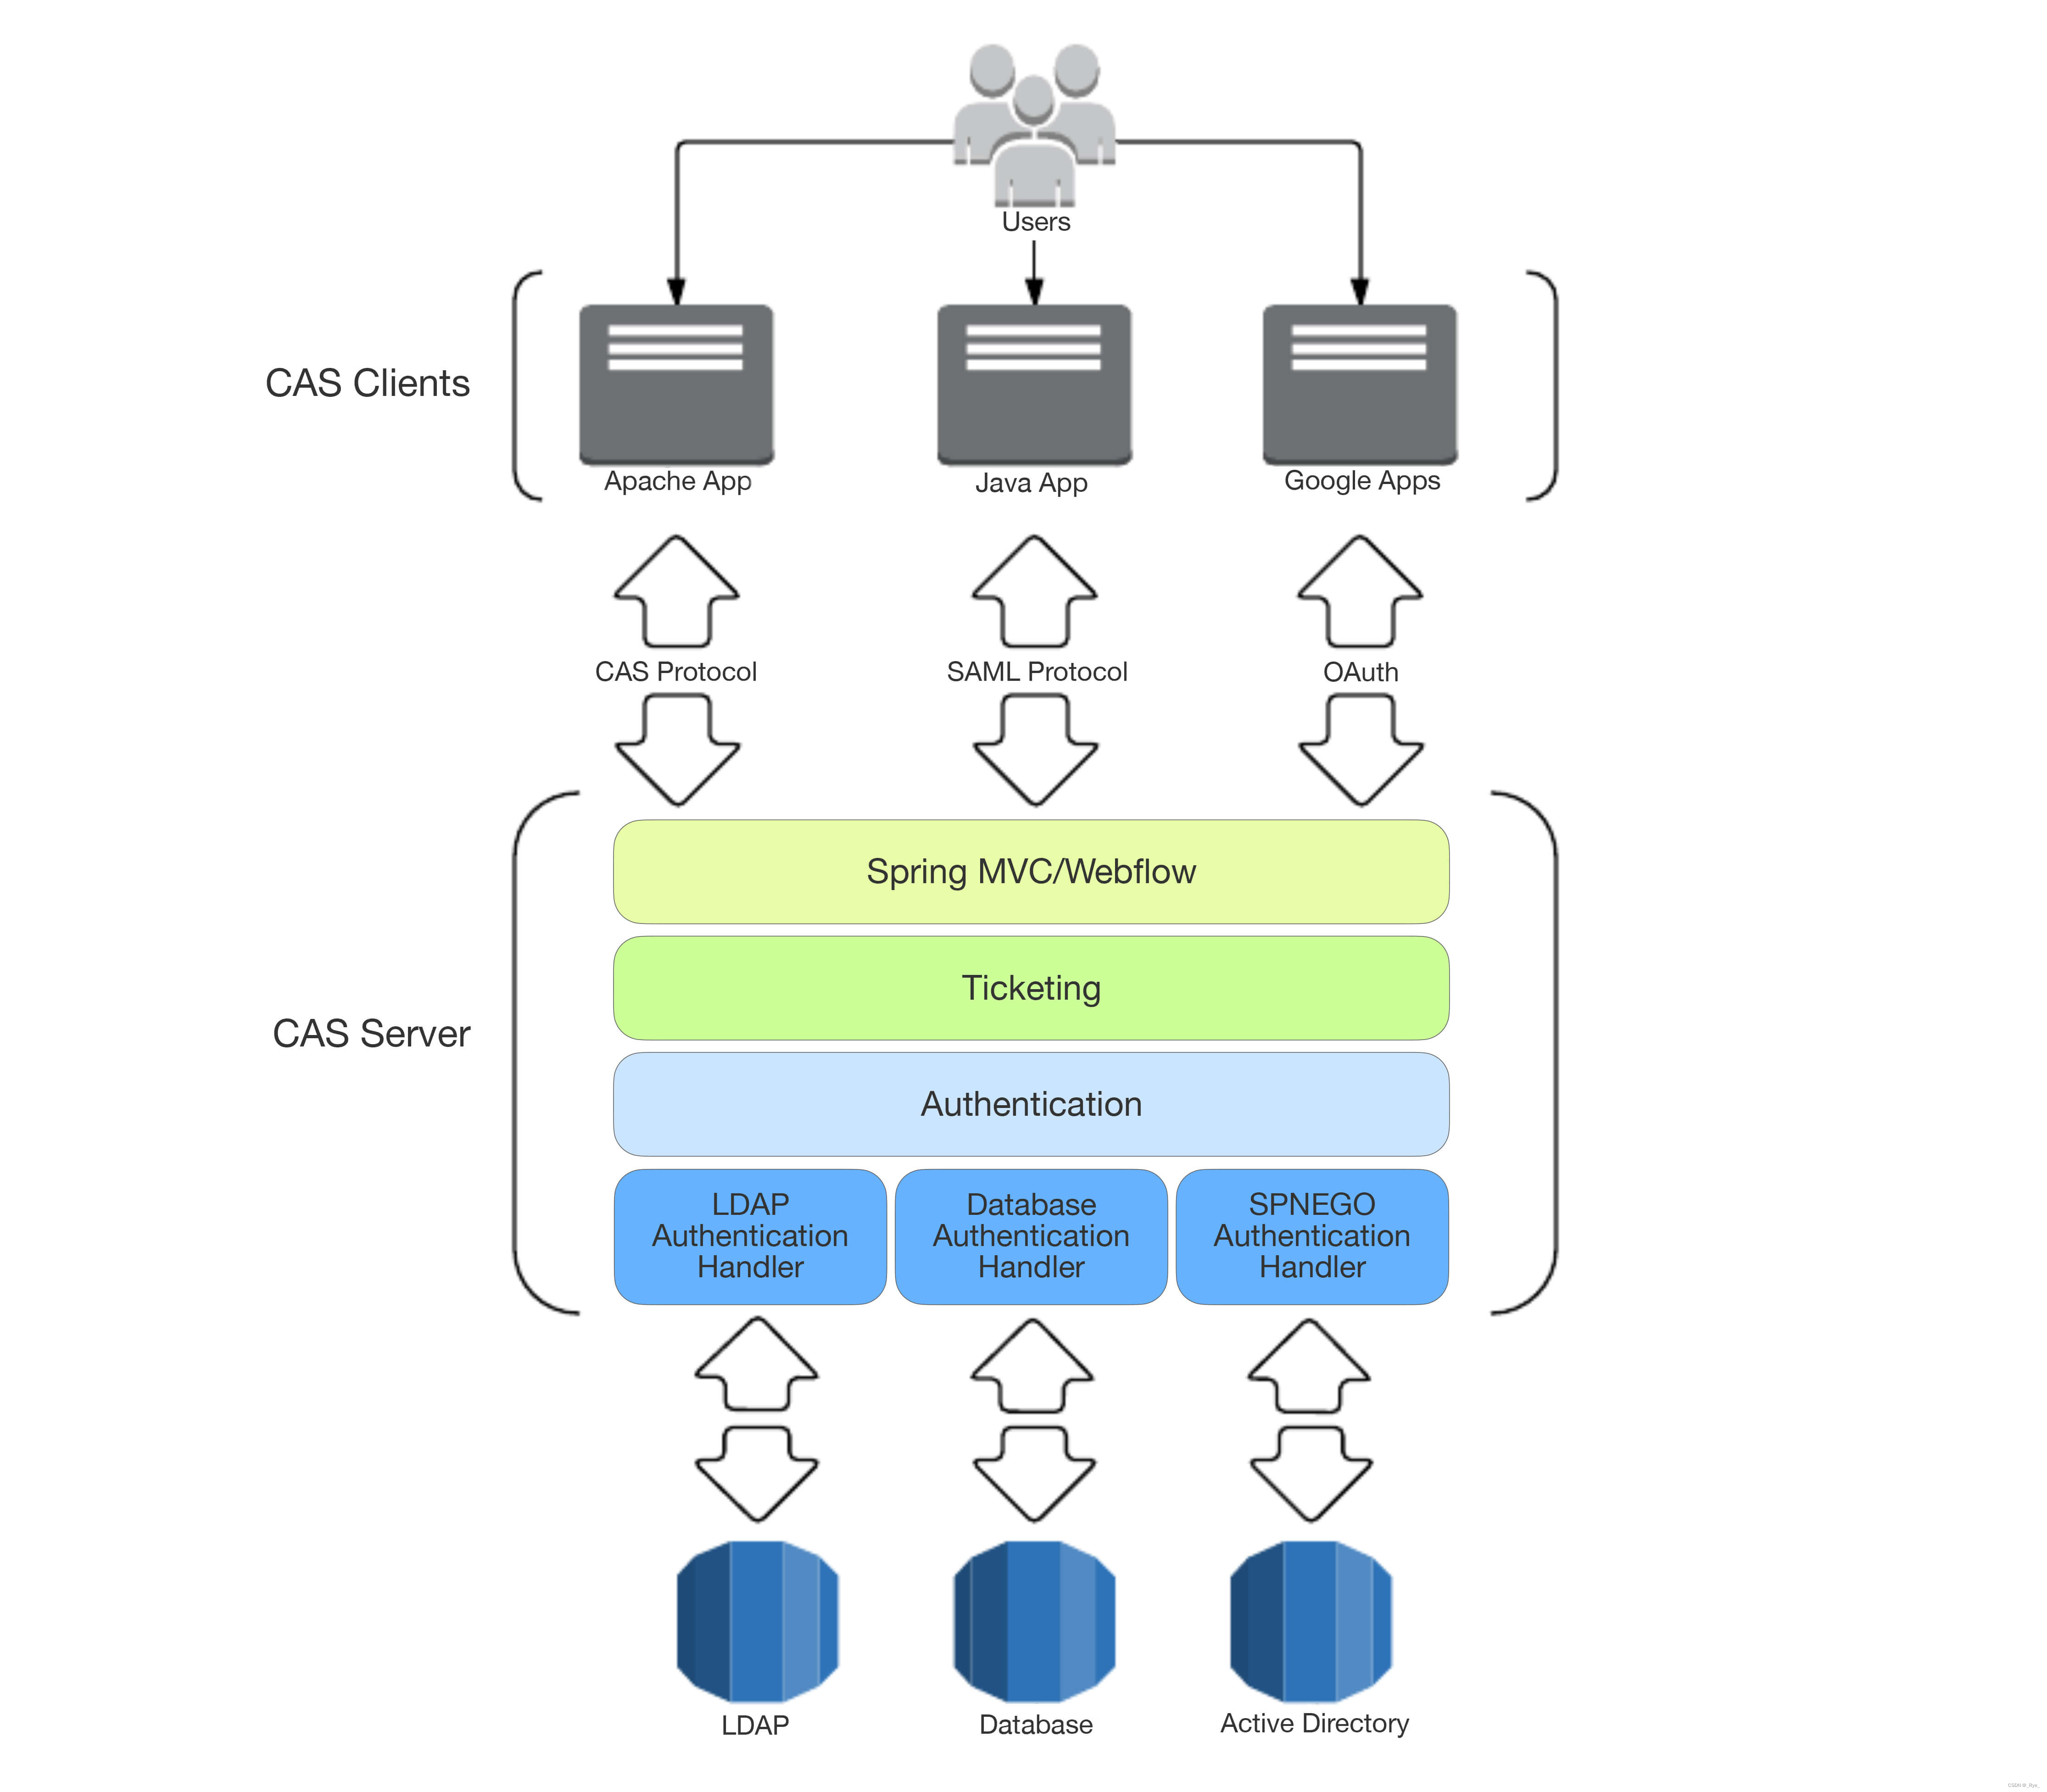 Users
CAS Clients
Apache App
Java App
Google Apps
CAS Protocol
SAML Protocol
OAuth
CAS Server
Spring MVC/Webflow
Ticketing
Authentication
LDAP
Authentication
Handler
Database
Authentication
Handler
SPNEGO
Authentication
Handler
LDAP
Database
Active Directory